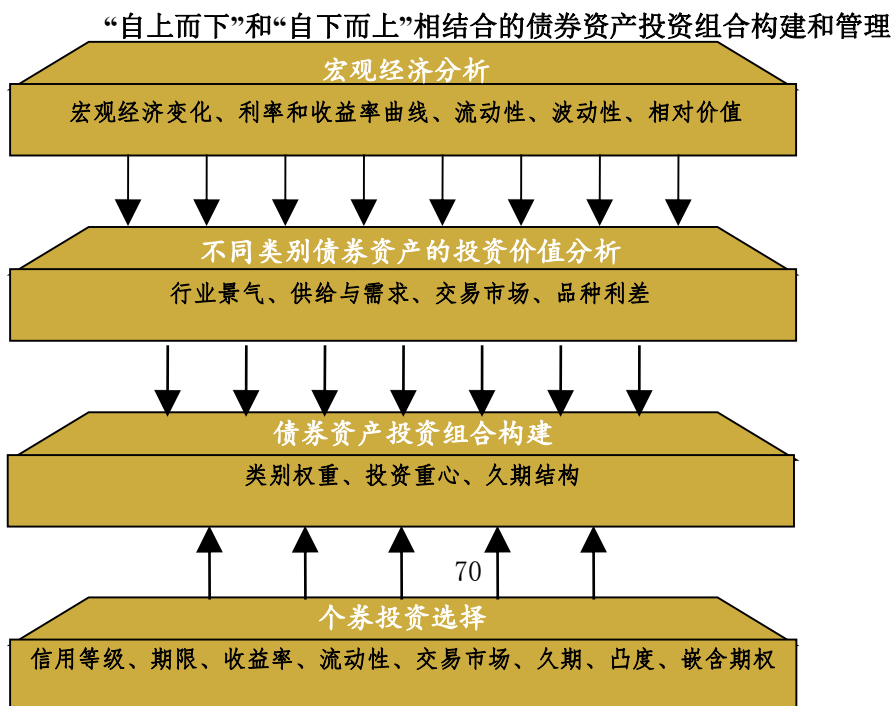 “自上而下”和“自下而上”相结合的债券资产投资组合构建和管理
宏观经济分析
宏观经济变化、利率和收益率曲线、流动性、波动性、相对价值
不同类别债券资产的投资价值分析
行业景气、供给与需求、交易市场、品种利差
债券资产投资组合构建
类别权重、投资重心、久期结构
70
个券投资选择
信用等级、期限、收益率、流动性、交易市场、久期、凸度、嵌含期权